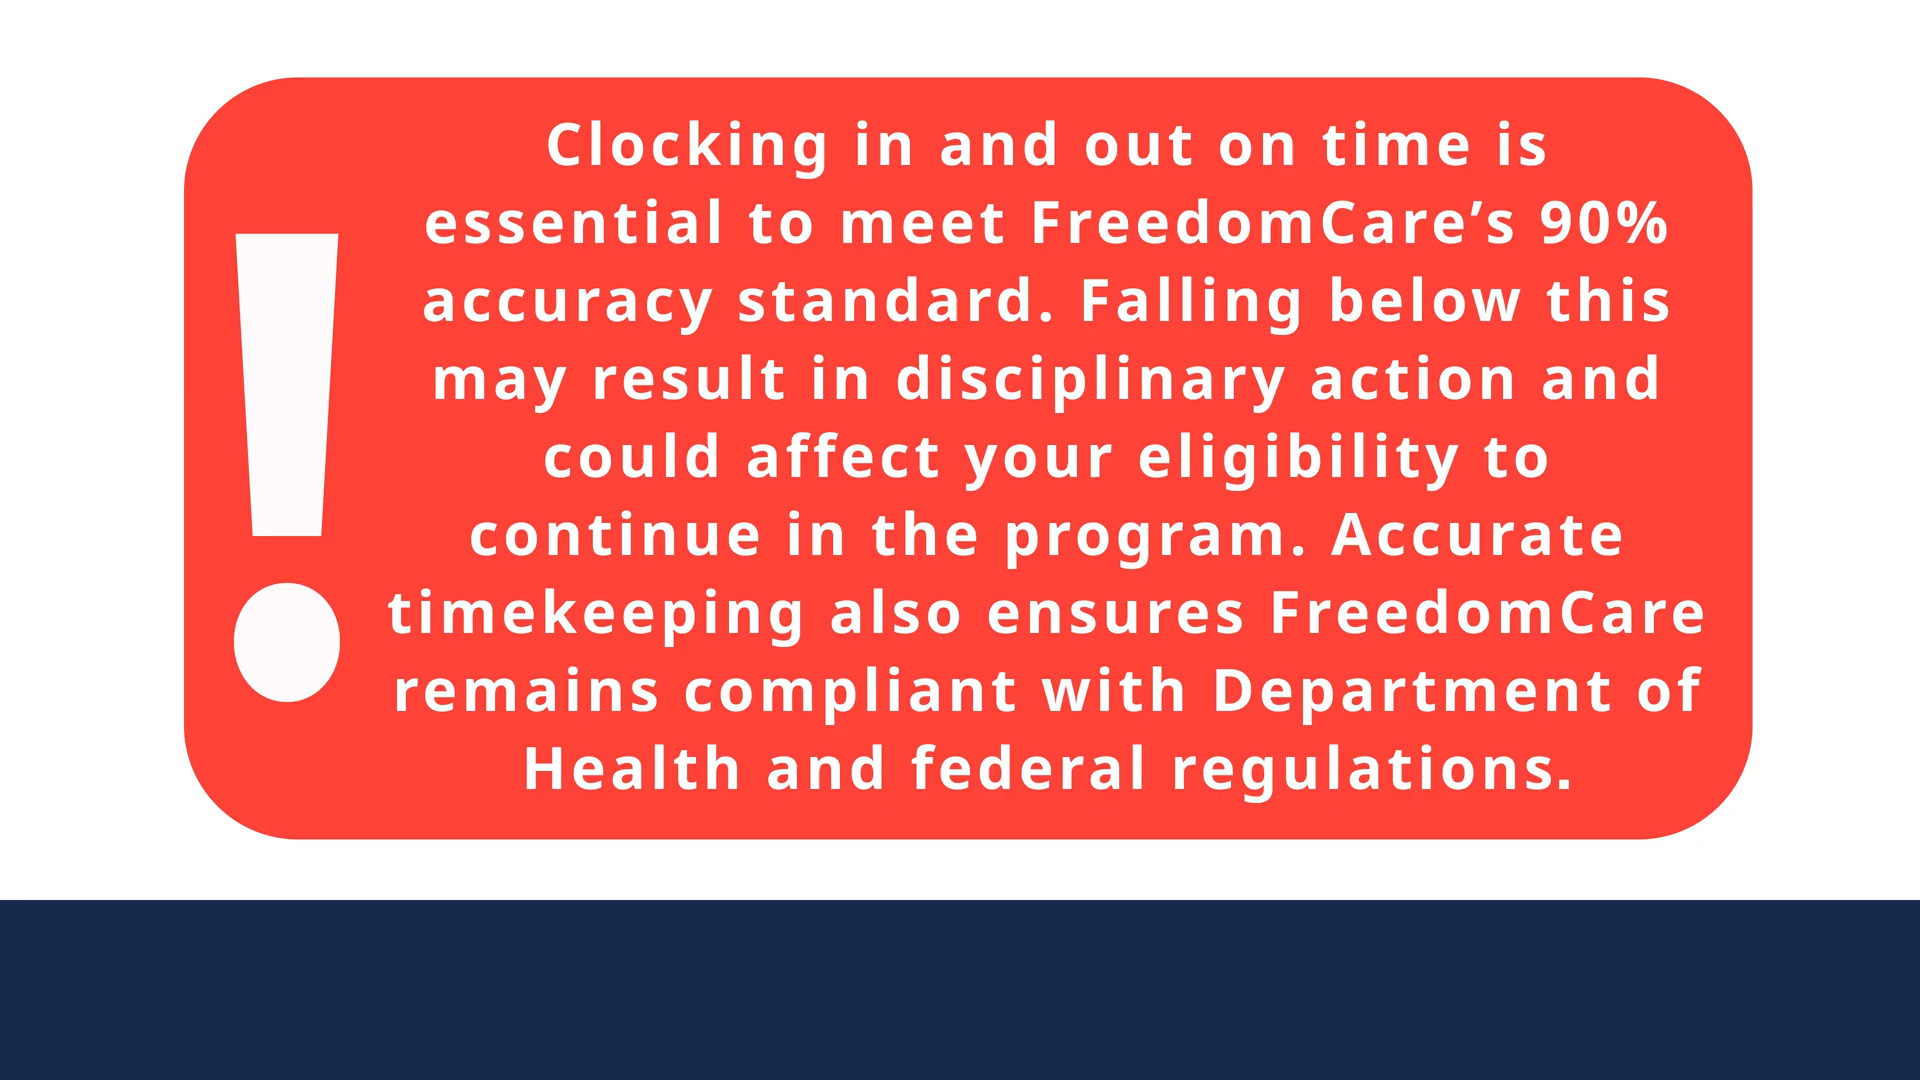 Clocking in and out on time is
essential to meet FreedomCare’s 90%
accuracy standard. Falling below this
may result in disciplinary action and
could affect your eligibility to
continue in the program. Accurate
timekeeping also ensures FreedomCare
remains compliant with Department of
Health and federal regulations.